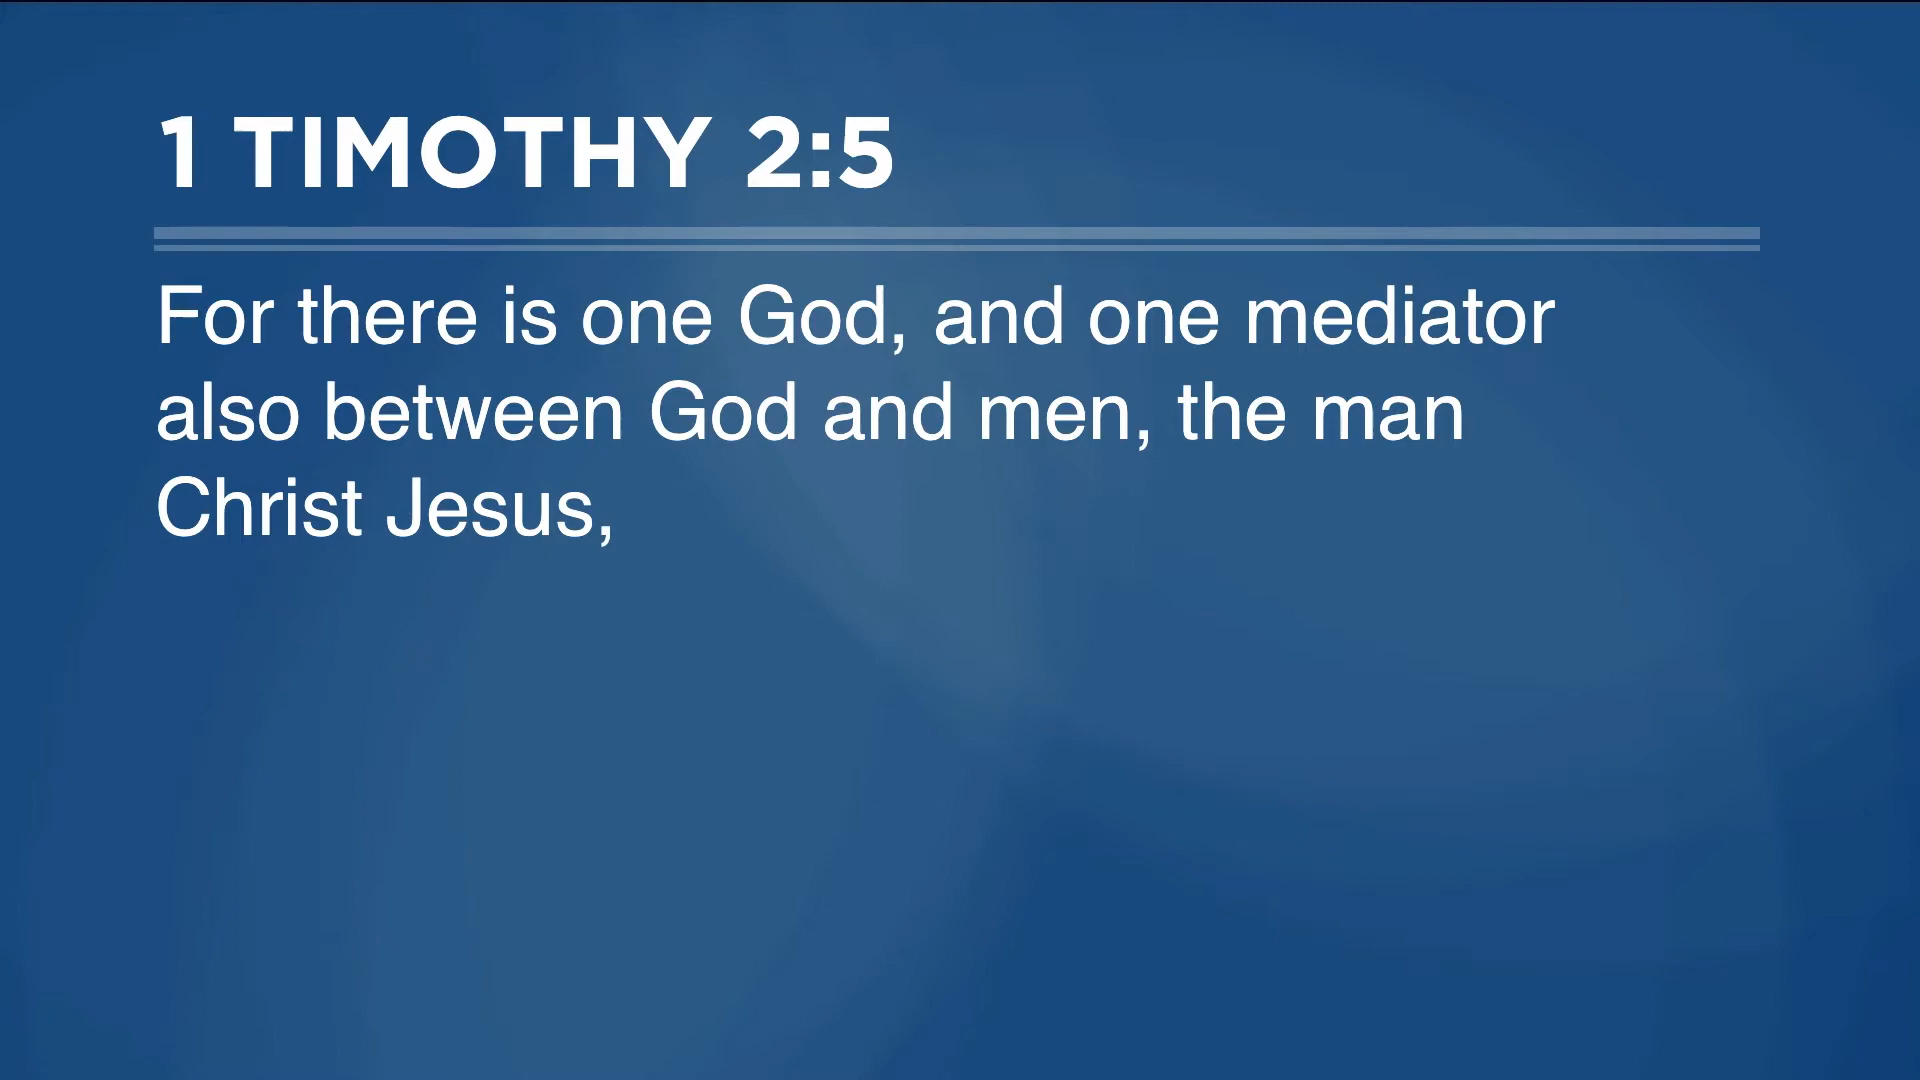 1 TIMOTHY 2:5
For there is one God, and one mediator
also between God and men, the man
Christ Jesus,